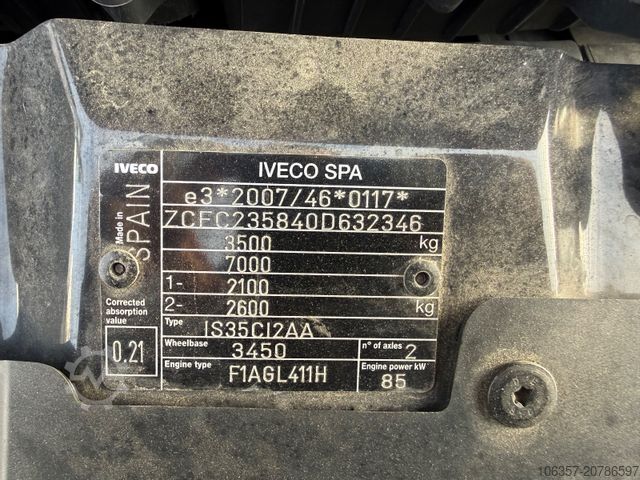 IVECO
IVECO SPA
Made in SPAIN
e3*2007/46*0117*
ZCFC235840D632346
3500 kg
7000
1- 2100
2- 2600 kg
Corrected absorption value
0.21
Type IS35CI2AA
Wheelbase 3450 n° of axles 2
Engine type F1AGL411H Engine power kW 85
106357-20786597